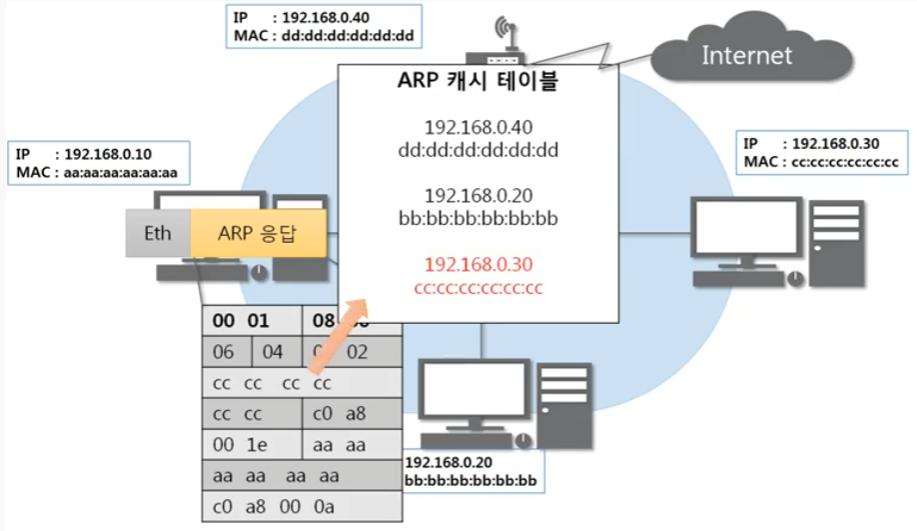 IP : 192.168.0.40
MAC : dd:dd:dd:dd:dd:dd
Internet
ARP 캐시 테이블
192.168.0.40
dd:dd:dd:dd:dd:dd
192.168.0.20
bb:bb:bb:bb:bb:bb
192.168.0.30
cc:cc:cc:cc:cc:cc
IP : 192.168.0.10
MAC : aa:aa:aa:aa:aa:aa
IP : 192.168.0.30
MAC : cc:cc:cc:cc:cc:cc
Eth ARP 응답
00 01 08
06 04 02
cc cc cc cc
cc cc c0 a8
00 1e aa aa
aa aa aa aa
c0 a8 00 0a
192.168.0.20
bb:bb:bb:bb:bb:bb